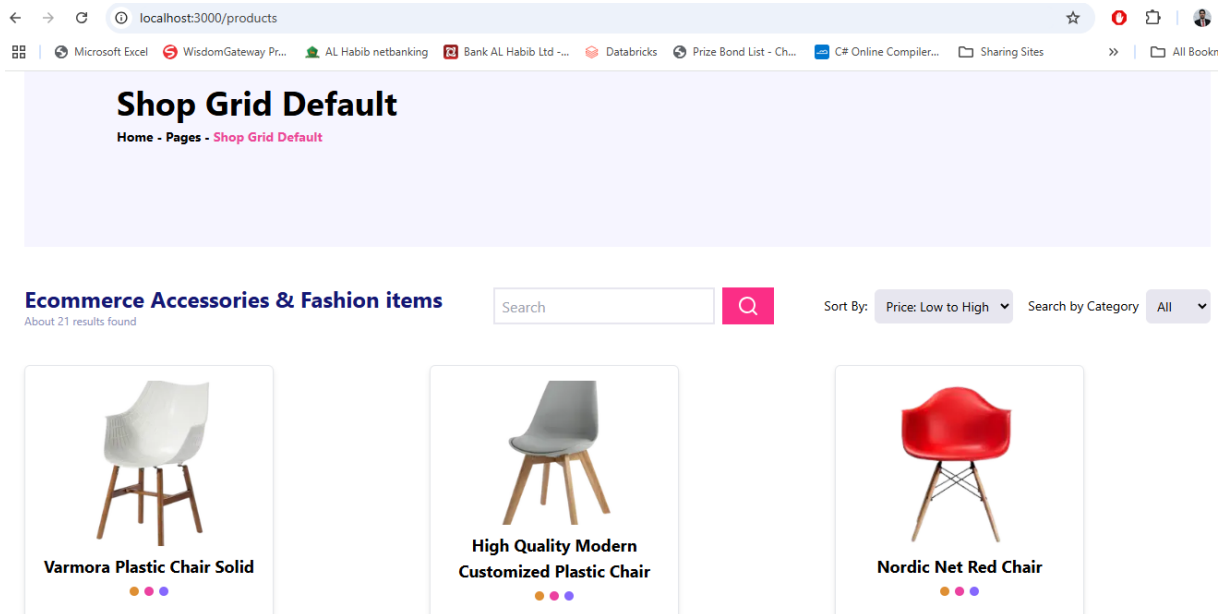 localhost:3000/products
Microsoft Excel WisdomGateway Pr... AL Habib netbanking Bank AL Habib Ltd -... Databricks Prize Bond List - Ch... C# Online Compiler... Sharing Sites » All Bookm
Shop Grid Default
Home - Pages - Shop Grid Default
Ecommerce Accessories & Fashion items
About 21 results found
Search
Sort By: Price: Low to High Search by Category All
Varmora Plastic Chair Solid
High Quality Modern
Customized Plastic Chair
Nordic Net Red Chair